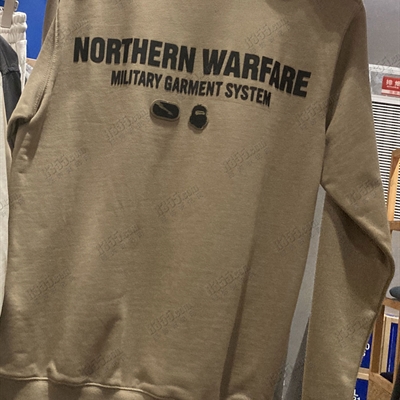 NORTHERN WARFARE
MILITARY GARMENT SYSTEM